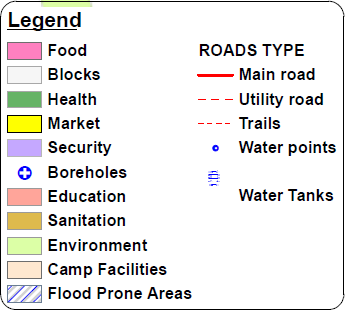 Legend
Food
Blocks
Health
Market
Security
Boreholes
Education
Sanitation
Environment
Camp Facilities
Flood Prone Areas
ROADS TYPE
Main road
Utility road
Trails
Water points
Water Tanks